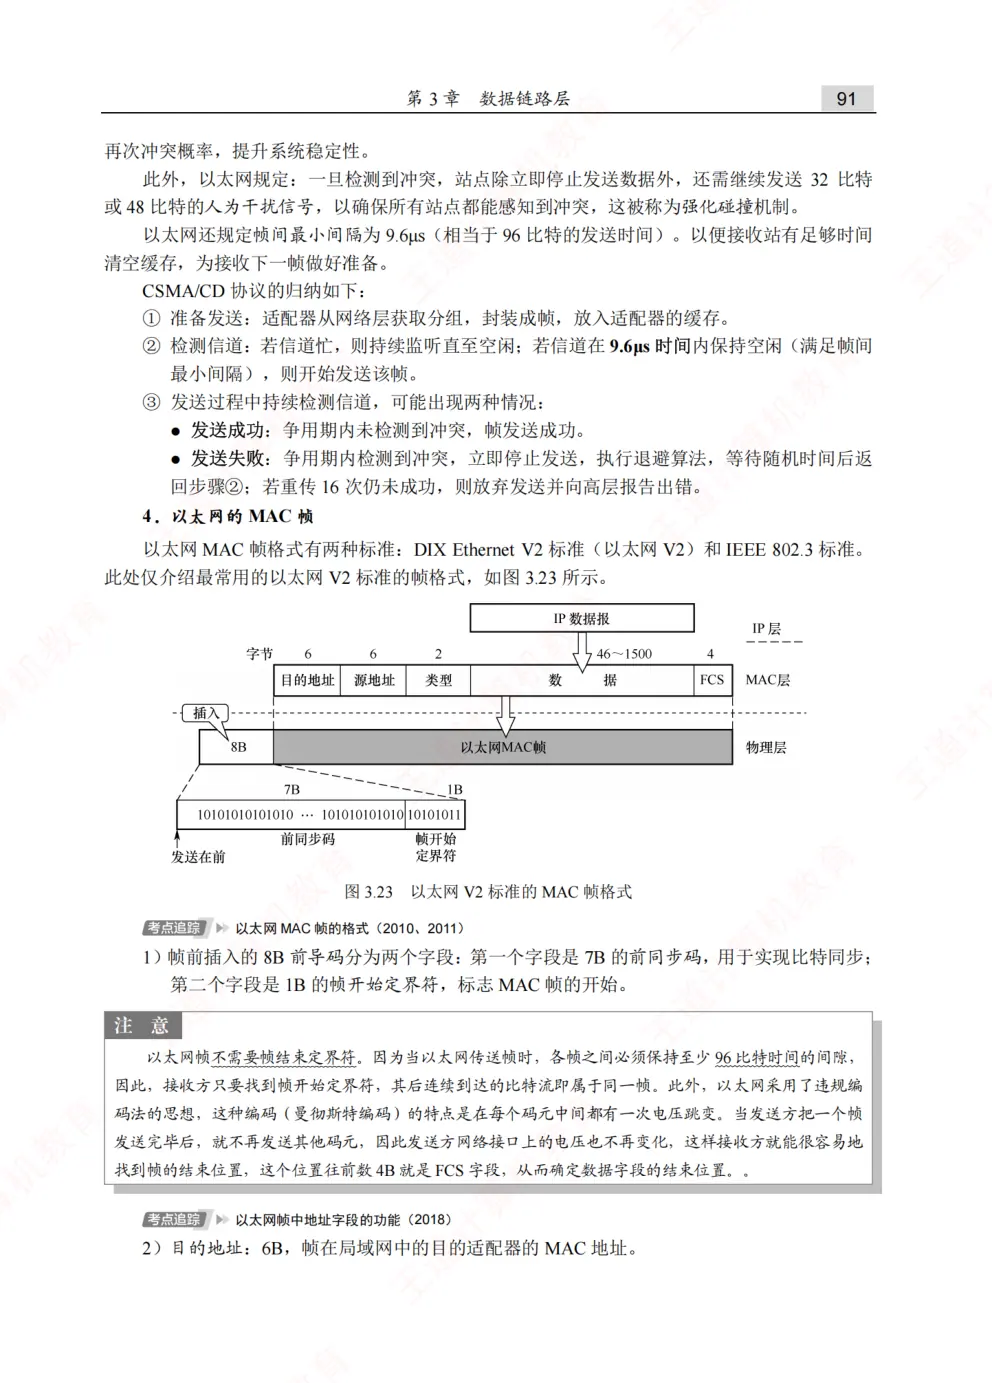 第 3 章 数据链路层 91
再次冲突概率，提升系统稳定性。
此外，以太网规定：一旦检测到冲突，站点除立即停止发送数据外，还需继续发送 32 比特
或 48 比特的人为干扰信号，以确保所有站点都能感知到冲突，这被称为强化碰撞机制。
以太网还规定帧间最小间隔为 9.6μs（相当于 96 比特的发送时间）。以便接收站有足够时间
清空缓存，为接收下一帧做好准备。
CSMA/CD 协议的归纳如下：
① 准备发送：适配器从网络层获取分组，封装成帧，放入适配器的缓存。
② 检测信道：若信道忙，则持续监听直至空闲；若信道在 9.6μs 时间内保持空闲（满足帧间
最小间隔），则开始发送该帧。
③ 发送过程中持续检测信道，可能出现两种情况：
● 发送成功：争用期内未检测到冲突，帧发送成功。
● 发送失败：争用期内检测到冲突，立即停止发送，执行退避算法，等待随机时间后返
回步骤②；若重传 16 次仍未成功，则放弃发送并向高层报告出错。
4．以太网的 MAC 帧
以太网 MAC 帧格式有两种标准：DIX Ethernet V2 标准（以太网 V2）和 IEEE 802.3 标准。
此处仅介绍最常用的以太网 V2 标准的帧格式，如图 3.23 所示。
IP 数据报
IP 层
字节 6 6 2 46～1500 4
目的地址 源地址 类型 数 据 FCS MAC层
插入
8B 以太网MAC帧 物理层
7B 1B
10101010101010 … 101010101010 10101011
前同步码 帧开始
发送在前 定界符
图 3.23 以太网 V2 标准的 MAC 帧格式
考点追踪 以太网 MAC 帧的格式（2010、2011）
1）帧前插入的 8B 前导码分为两个字段：第一个字段是 7B 的前同步码，用于实现比特同步；
第二个字段是 1B 的帧开始定界符，标志 MAC 帧的开始。
注 意
以太网帧不需要帧结束定界符。因为当以太网传送帧时，各帧之间必须保持至少 96 比特时间的间隙，
因此，接收方只要找到帧开始定界符，其后连续到达的比特流即属于同一帧。此外，以太网采用了违规编
码法的思想，这种编码（曼彻斯特编码）的特点是在每个码元中间都有一次电压跳变。当发送方把一个帧
发送完毕后，就不再发送其他码元，因此发送方网络接口上的电压也不再变化，这样接收方就能很容易地
找到帧的结束位置，这个位置往前数 4B 就是 FCS 字段，从而确定数据字段的结束位置。。
考点追踪 以太网帧中地址字段的功能（2018）
2）目的地址：6B，帧在局域网中的目的适配器的 MAC 地址。